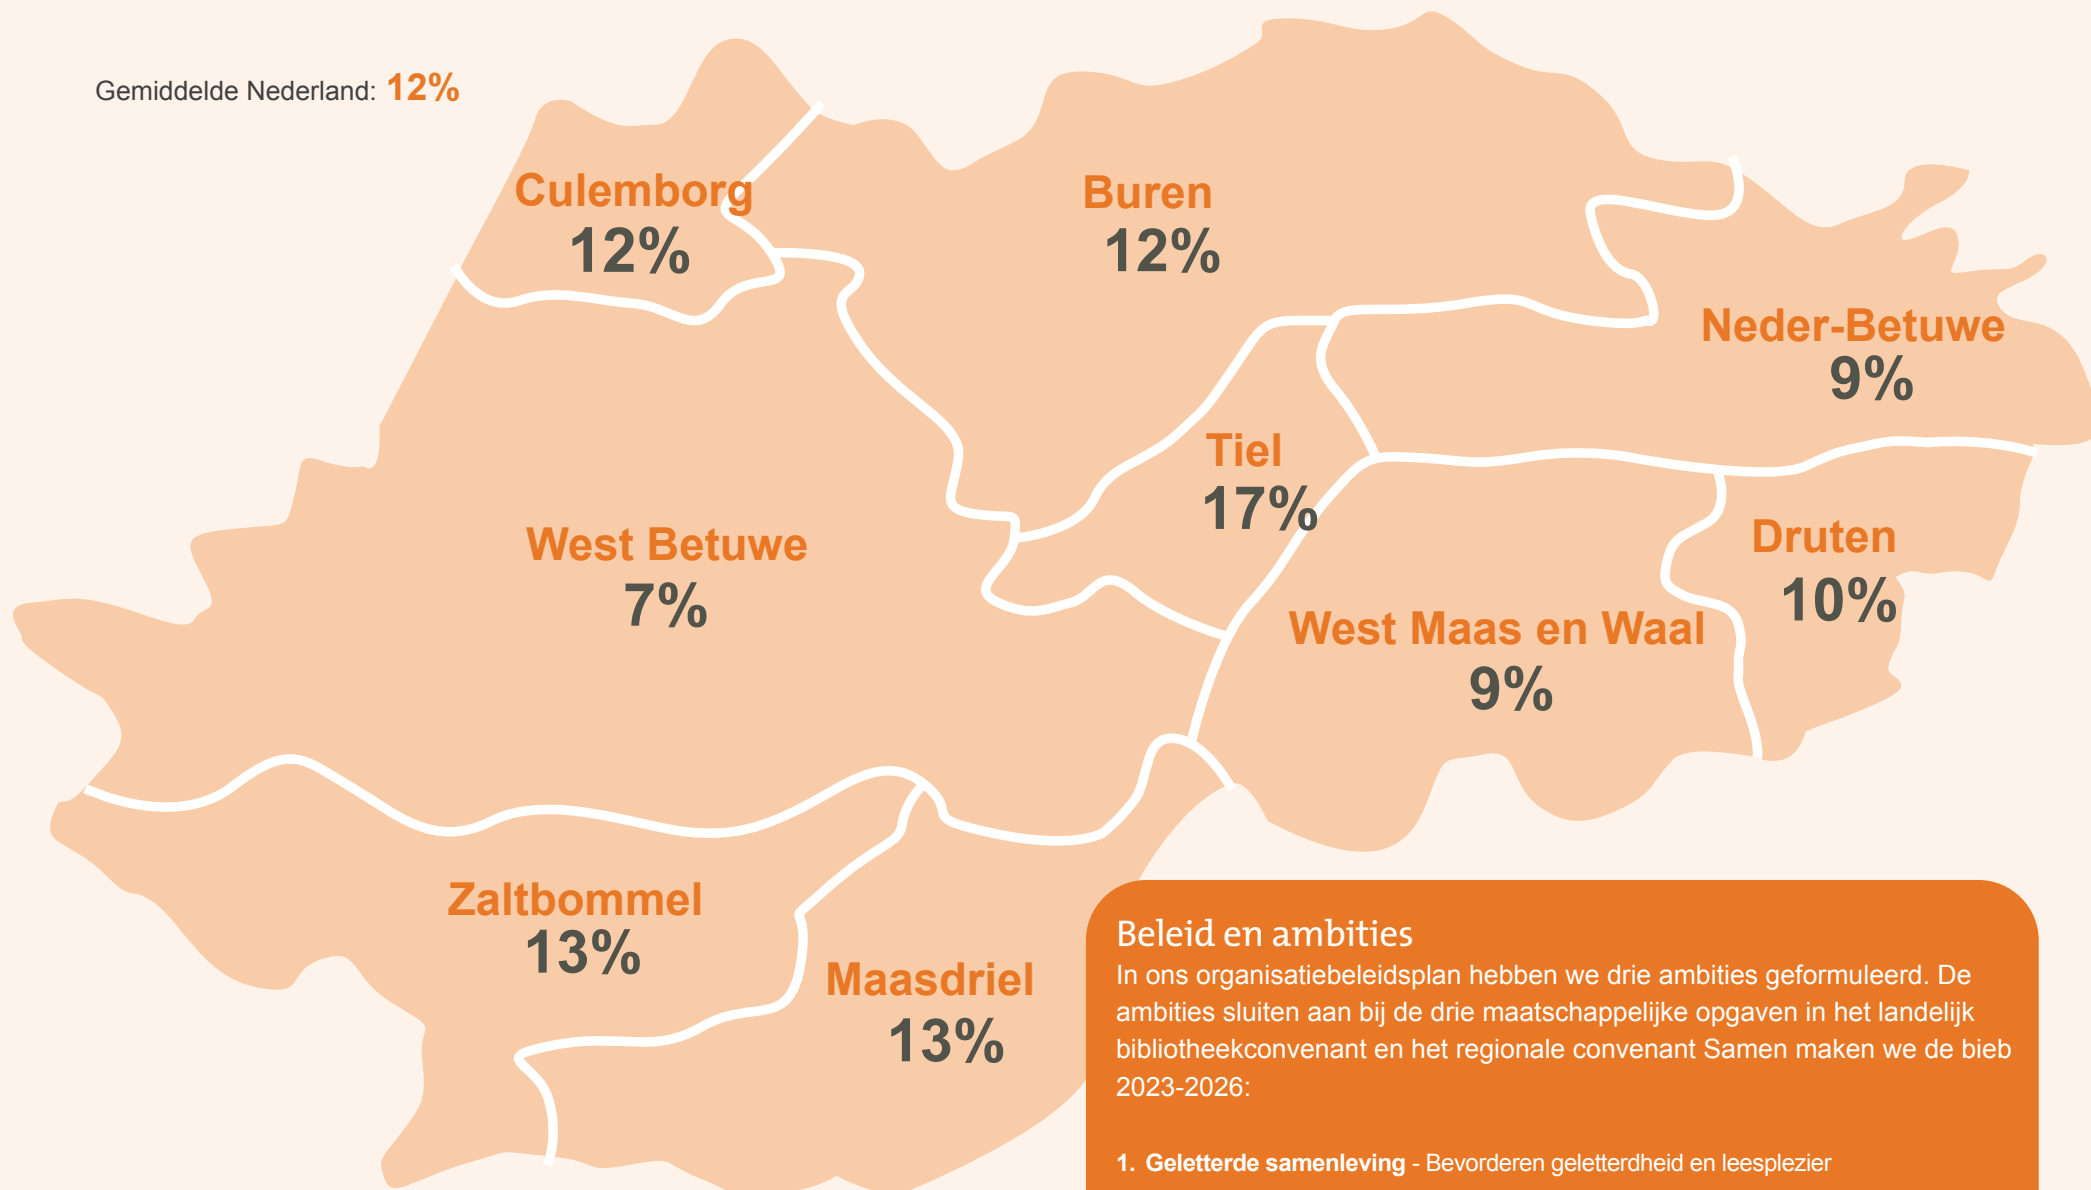 Gemiddelde Nederland: 12%
Culemborg
12%
Buren
12%
Neder-Betuwe
9%
Tiel
17%
West Betuwe
7%
Druten
10%
West Maas en Waal
9%
Zaltbommel
13%
Maasdriel
13%
Beleid en ambities
In ons organisatiebeleidsplan hebben we drie ambities geformuleerd. De
ambities sluiten aan bij de drie maatschappelijke opgaven in het landelijk
bibliotheekconvenant en het regionale convenant Samen maken we de bieb
2023-2026:
1. Geletterde samenleving - Bevorderen geletterdheid en leesplezier